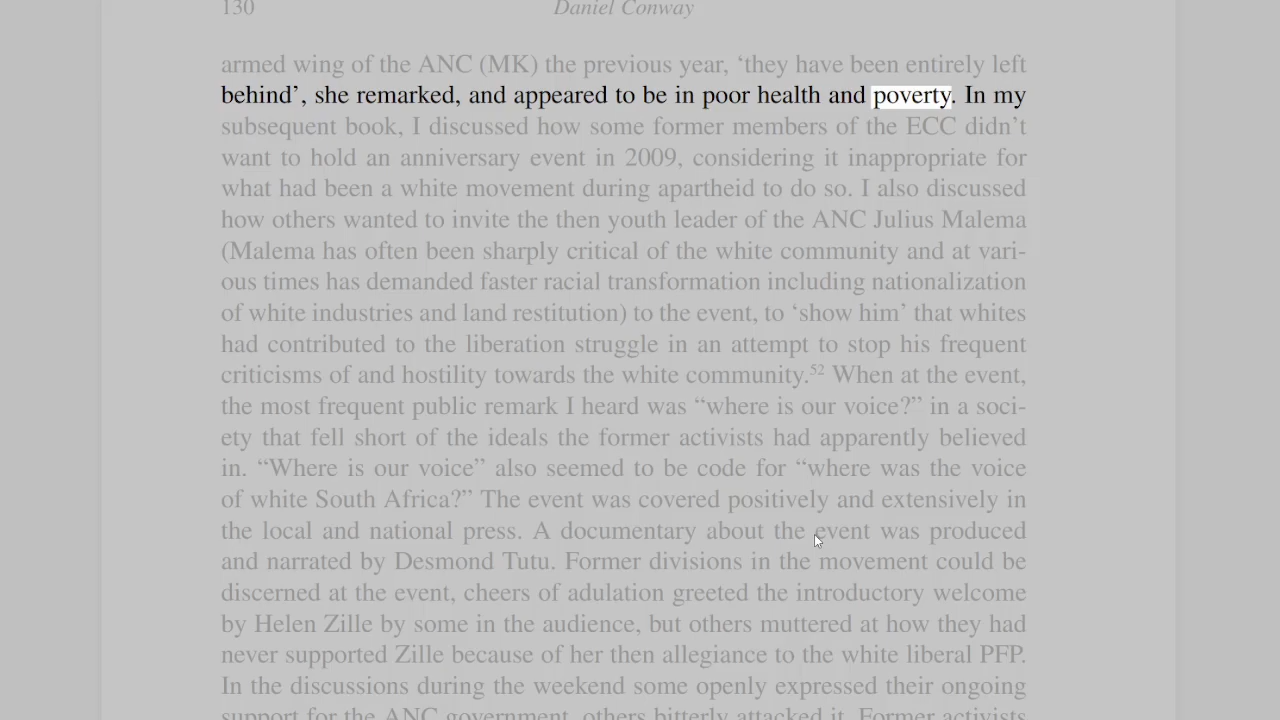 130 Daniel Conway
armed wing of the ANC (MK) the previous year, ‘they have been entirely left
behind’, she remarked, and appeared to be in poor health and poverty. In my
subsequent book, I discussed how some former members of the ECC didn’t
want to hold an anniversary event in 2009, considering it inappropriate for
what had been a white movement during apartheid to do so. I also discussed
how others wanted to invite the then youth leader of the ANC Julius Malema
(Malema has often been sharply critical of the white community and at vari-
ous times has demanded faster racial transformation including nationalization
of white industries and land restitution) to the event, to ‘show him’ that whites
had contributed to the liberation struggle in an attempt to stop his frequent
criticisms of and hostility towards the white community.52 When at the event,
the most frequent public remark I heard was “where is our voice?” in a soci-
ety that fell short of the ideals the former activists had apparently believed
in. “Where is our voice” also seemed to be code for “where was the voice
of white South Africa?” The event was covered positively and extensively in
the local and national press. A documentary about the event was produced
and narrated by Desmond Tutu. Former divisions in the movement could be
discerned at the event, cheers of adulation greeted the introductory welcome
by Helen Zille by some in the audience, but others muttered at how they had
never supported Zille because of her then allegiance to the white liberal PFP.
In the discussions during the weekend some openly expressed their ongoing
support for the ANC government, others bitterly attacked it. Former activists